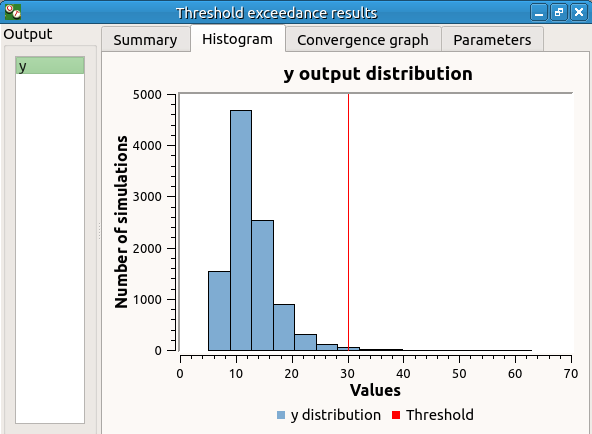 Threshold exceedance results
Output
y
Summary
Histogram
Convergence graph
Parameters
y output distribution
Number of simulations
5000
4000
3000
2000
1000
0
0 10 20 30 40 50 60 70
Values
y distribution Threshold